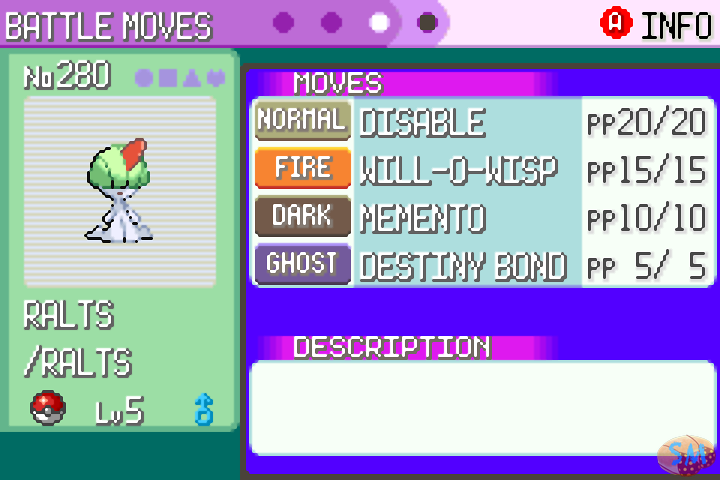 BATTLE MOVES
A INFO
No280
MOVES
NORMAL DISABLE PP20/20
FIRE WILL-O-WISP PP15/15
DARK MEMENTO PP10/10
GHOST DESTINY BOND PP 5/ 5
RALTS
/RALTS
Lv5 ♂
DESCRIPTION